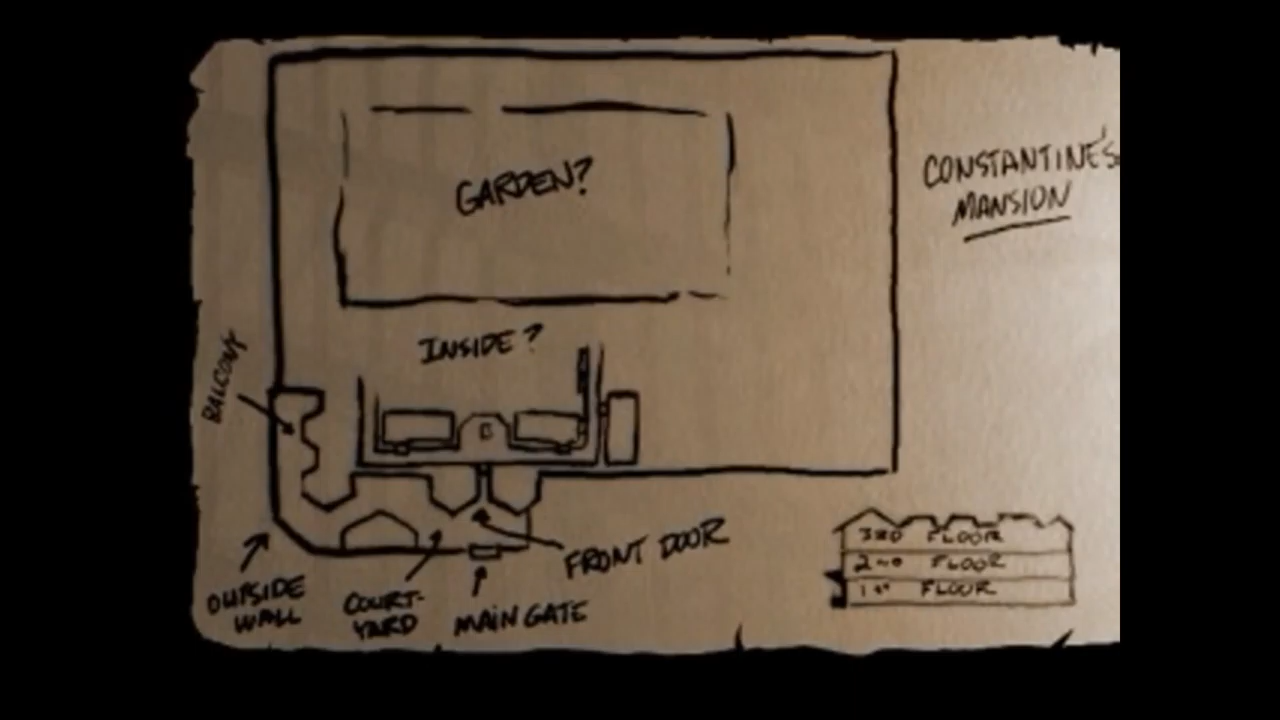 CONSTANTINE'S
MANSION
GARDEN?
INSIDE?
BALCONY
FRONT DOOR
OUTSIDE
WALL
COURT-
YARD
MAIN GATE
3RD FLOOR
2ND FLOOR
1ST FLOOR